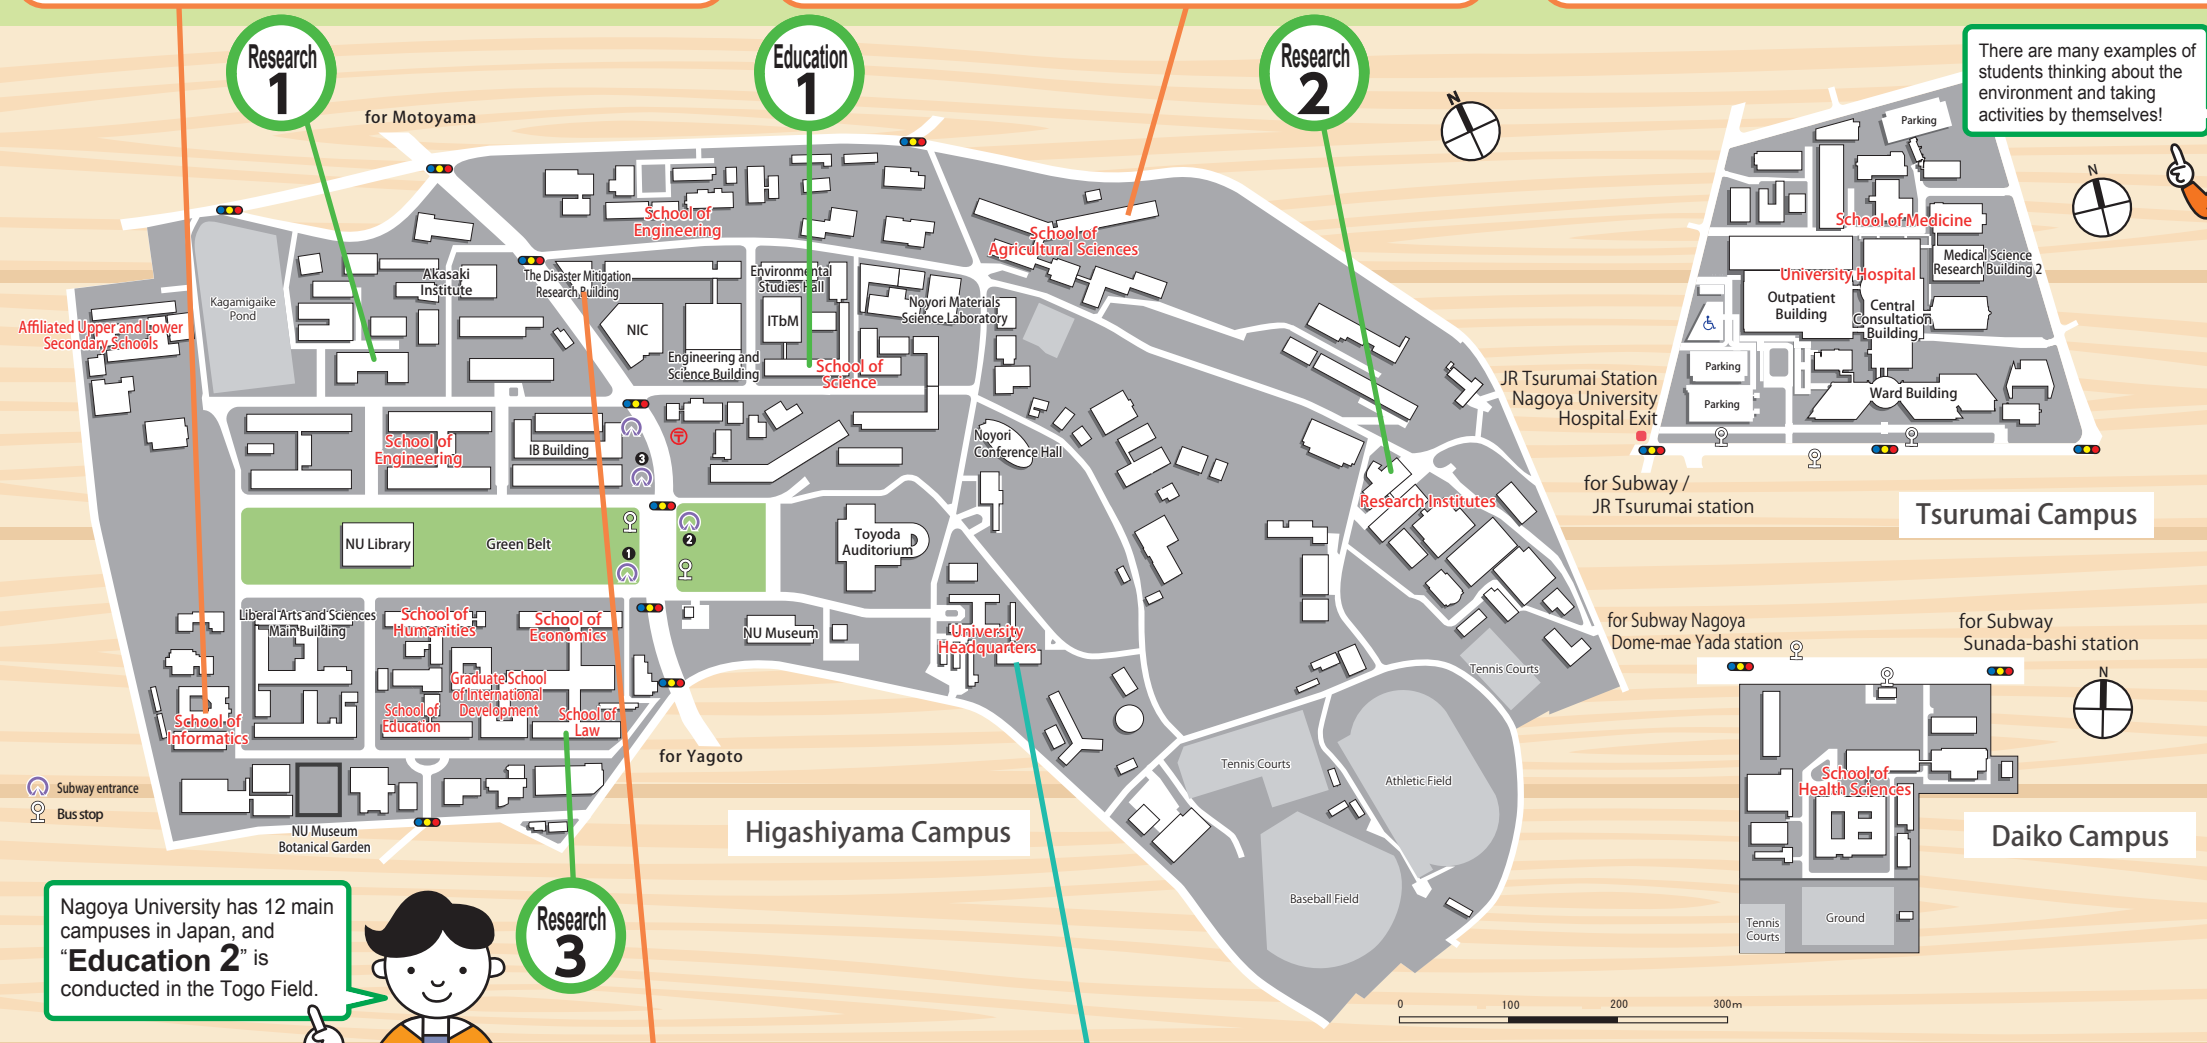 Research
1
Education
1
Research
2
There are many examples of
students thinking about the
environment and taking
activities by themselves!
for Motoyama
N
N
Parking
School of
Engineering
School of
Agricultural Sciences
School of Medicine
Medical Science
Research Building 2
University Hospital
Outpatient
Building
Central
Consultation
Building
Parking
Parking
Ward Building
JR Tsurumai Station
Nagoya University
Hospital Exit
for Subway /
JR Tsurumai station
Tsurumai Campus
Kagamigaike
Pond
Akasaki
Institute
The Disaster Mitigation
Research Building
Environmental
Studies Hall
Noyori Materials
Science Laboratory
NIC
ITbM
Affiliated Upper and Lower
Secondary Schools
Engineering and
Science Building
School of
Science
School of
Engineering
IB Building
3
Noyori
Conference Hall
Research Institutes
NU Library
Green Belt
1
2
Toyoda
Auditorium
Liberal Arts and Sciences
Main Building
School of
Humanities
School of
Economics
NU Museum
University
Headquarters
Graduate School
of International
Development
School of
Education
School of
Law
School of
Informatics
for Yagoto
Tennis Courts
Tennis Courts
Athletic Field
Baseball Field
Subway entrance
Bus stop
NU Museum
Botanical Garden
Higashiyama Campus
for Subway Nagoya
Dome-mae Yada station
for Subway
Sunada-bashi station
N
School of
Health Sciences
Daiko Campus
Tennis
Courts
Ground
Nagoya University has 12 main
campuses in Japan, and
“Education 2” is
conducted in the Togo Field.
Research
3
0 100 200 300m